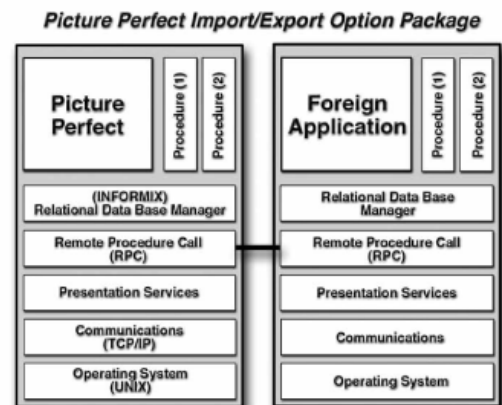 Picture Perfect Import/Export Option Package
Picture
Perfect
Procedure (1)
Procedure (2)
(INFORMIX)
Relational Data Base Manager
Remote Procedure Call
(RPC)
Presentation Services
Communications
(TCP/IP)
Operating System
(UNIX)
Foreign
Application
Procedure (1)
Procedure (2)
Relational Data Base
Manager
Remote Procedure Call
(RPC)
Presentation Services
Communications
Operating System